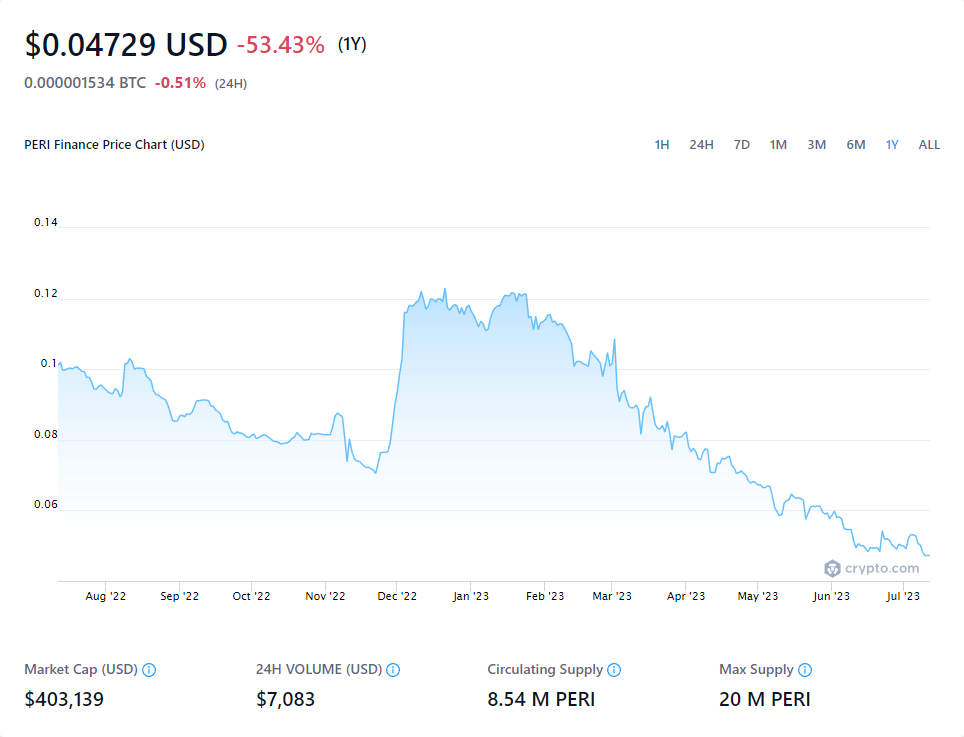 $0.04729 USD -53.43% (1Y)
0.000001534 BTC -0.51% (24H)
PERI Finance Price Chart (USD) 1H 24H 7D 1M 3M 6M 1Y ALL
0.14
0.12
0.1
0.08
0.06
crypto.com
Aug '22 Sep '22 Oct '22 Nov '22 Dec '22 Jan '23 Feb '23 Mar '23 Apr '23 May '23 Jun '23 Jul '23
Market Cap (USD) 24H VOLUME (USD) Circulating Supply Max Supply
$403,139 $7,083 8.54 M PERI 20 M PERI